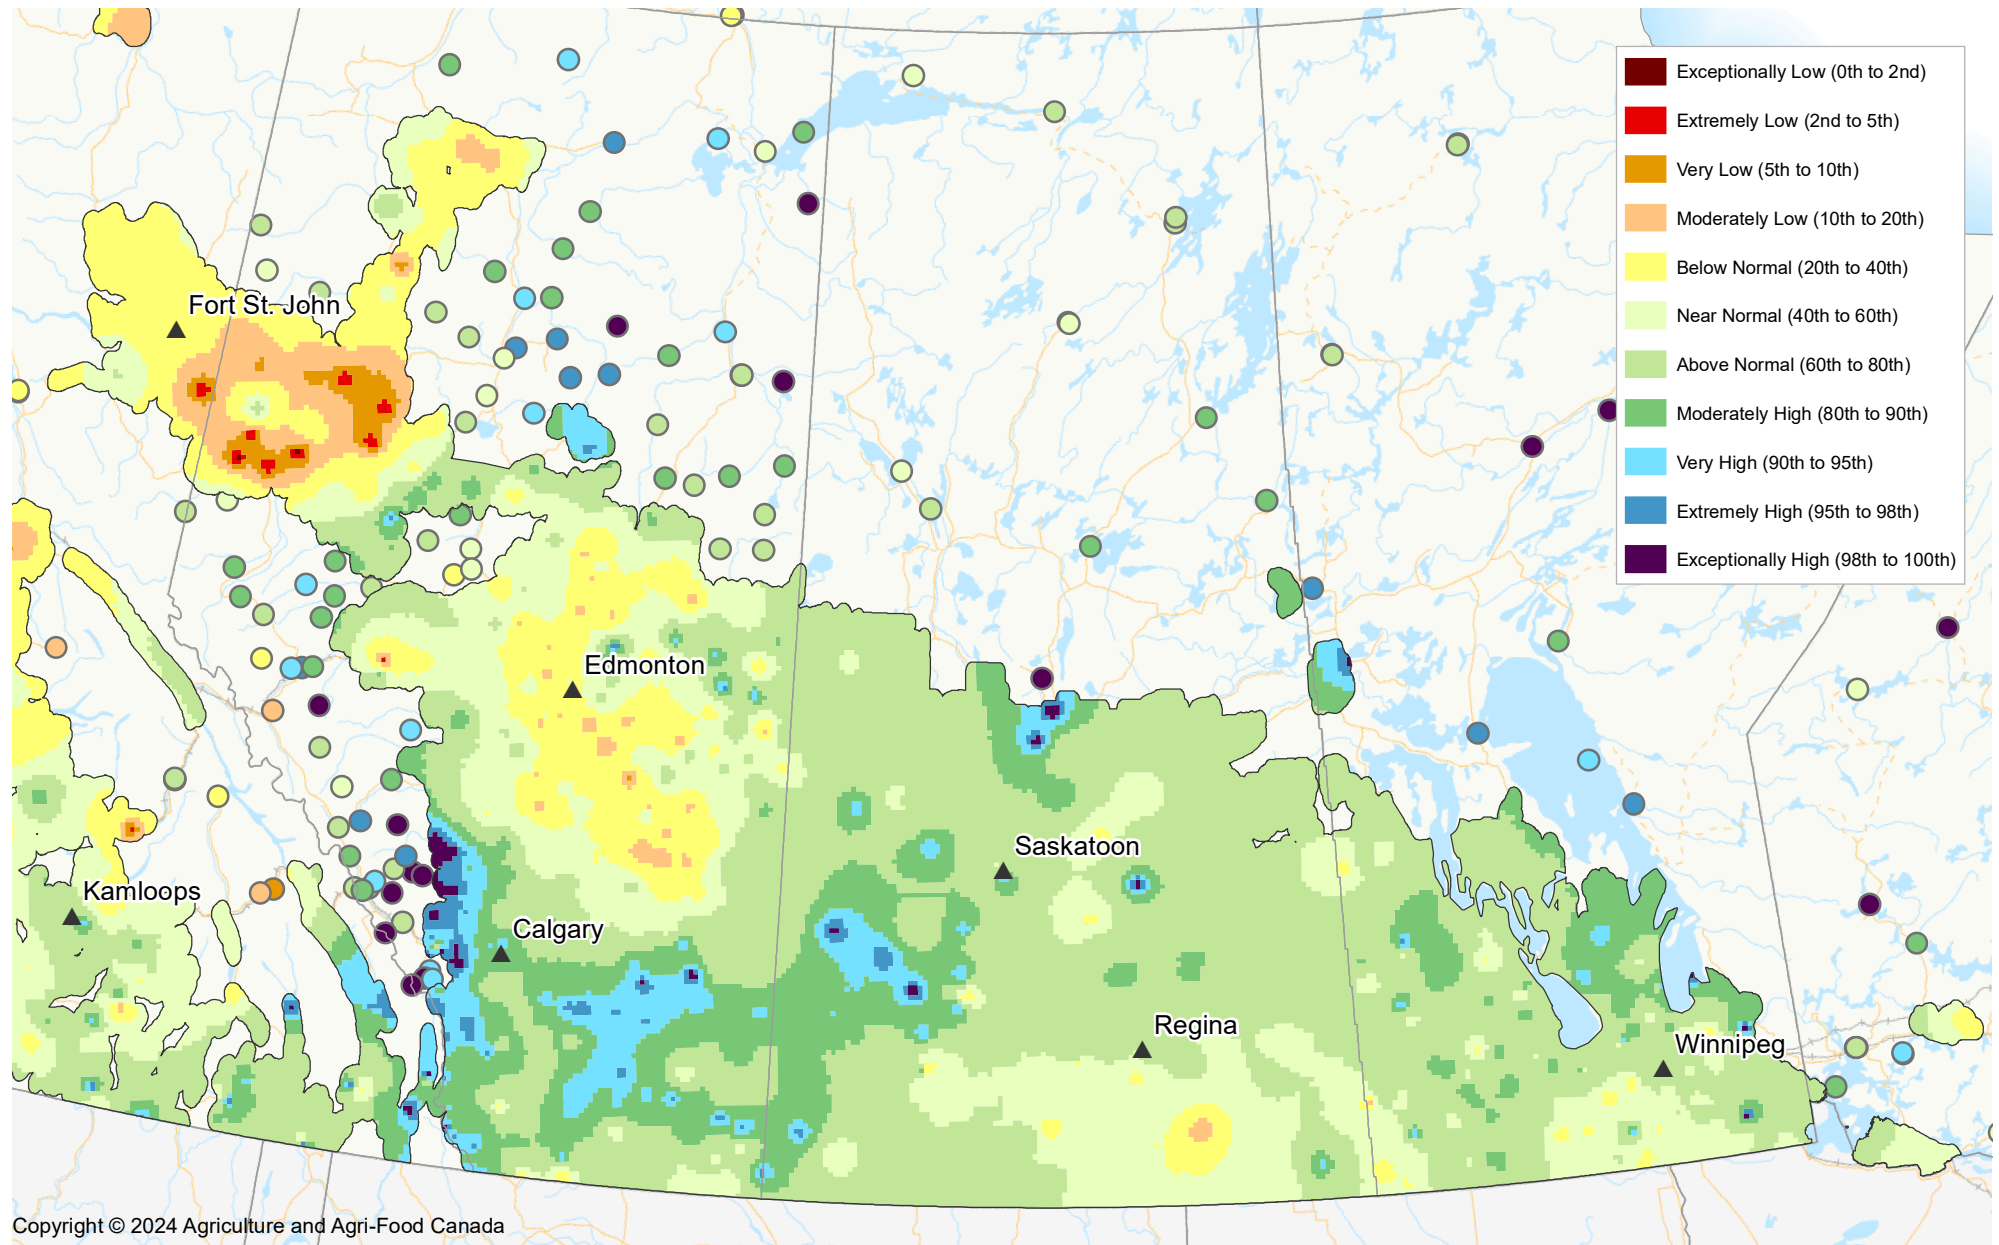 Exceptionally Low (0th to 2nd)
Extremely Low (2nd to 5th)
Very Low (5th to 10th)
Moderately Low (10th to 20th)
Below Normal (20th to 40th)
Near Normal (40th to 60th)
Above Normal (60th to 80th)
Moderately High (80th to 90th)
Very High (90th to 95th)
Extremely High (95th to 98th)
Exceptionally High (98th to 100th)
Fort St. John
Edmonton
Saskatoon
Kamloops
Calgary
Regina
Winnipeg
Copyright © 2024 Agriculture and Agri-Food Canada